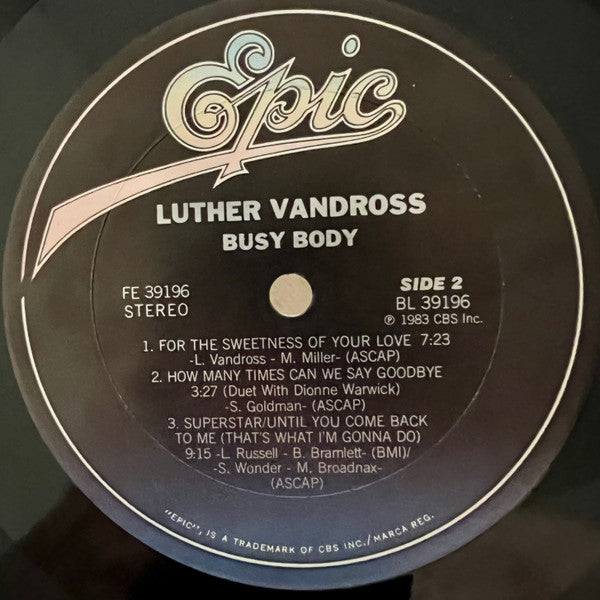 Epic
LUTHER VANDROSS
BUSY BODY
FE 39196
STEREO
SIDE 2
BL 39196
℗ 1983 CBS Inc.
1. FOR THE SWEETNESS OF YOUR LOVE 7:23
-L. Vandross - M. Miller- (ASCAP)
2. HOW MANY TIMES CAN WE SAY GOODBYE
3:27 (Duet With Dionne Warwick)
-S. Goldman- (ASCAP)
3. SUPERSTAR/UNTIL YOU COME BACK
TO ME (THAT'S WHAT I'M GONNA DO)
9:15 -L. Russell - B. Bramlett- (BMI)/
-S. Wonder - M. Broadnax-
(ASCAP)
"EPIC", IS A TRADEMARK OF CBS INC./MARCA REG.